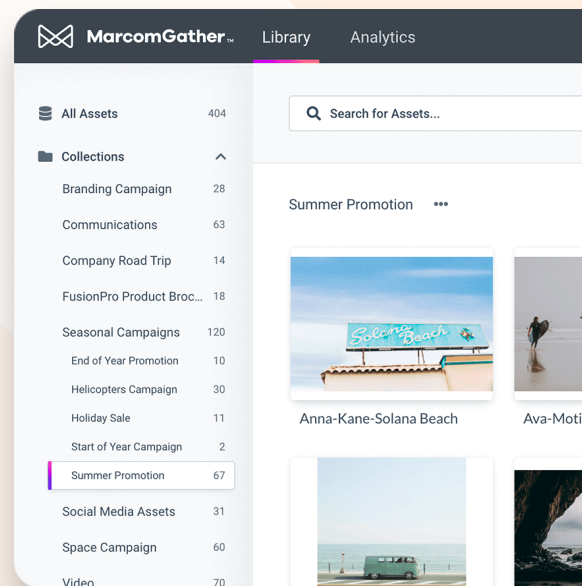 MarcomGather™ Library Analytics
All Assets 404
Search for Assets...
Collections
Branding Campaign 28
Communications 63
Company Road Trip 14
FusionPro Product Broc... 18
Seasonal Campaigns 120
End of Year Promotion 10
Helicopters Campaign 30
Holiday Sale 11
Start of Year Campaign 2
Summer Promotion 67
Social Media Assets 31
Space Campaign 60
Video 70
Summer Promotion •••
Solana Beach
Anna-Kane-Solana Beach
Ava-Moti